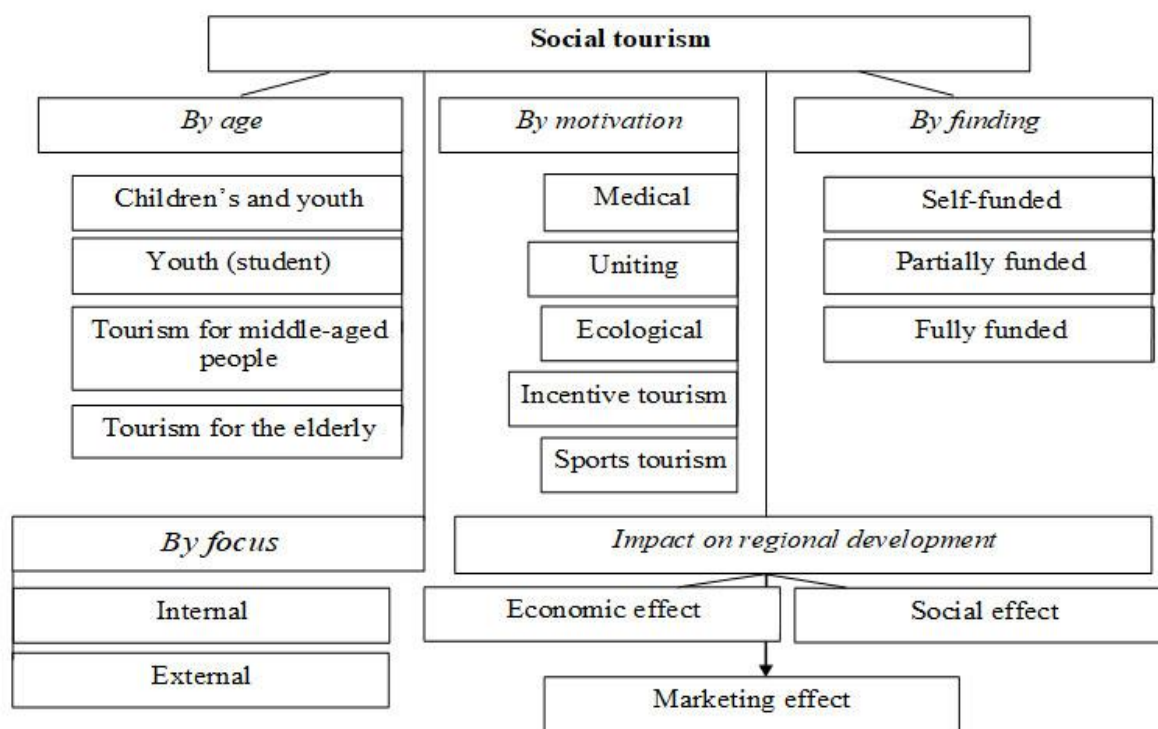 Social tourism
By age
By motivation
By funding
Children’s and youth
Youth (student)
Tourism for middle-aged
people
Tourism for the elderly
Medical
Uniting
Ecological
Incentive tourism
Sports tourism
Self-funded
Partially funded
Fully funded
By focus
Internal
External
Impact on regional development
Economic effect
Social effect
Marketing effect